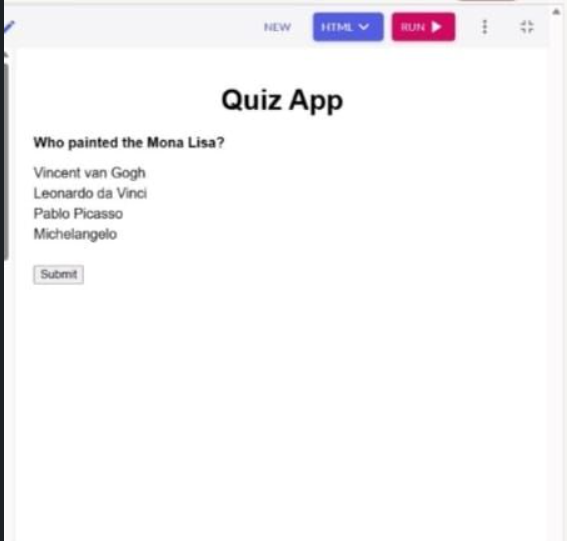 NEW HTML RUN
Quiz App
Who painted the Mona Lisa?
Vincent van Gogh
Leonardo da Vinci
Pablo Picasso
Michelangelo
Submit